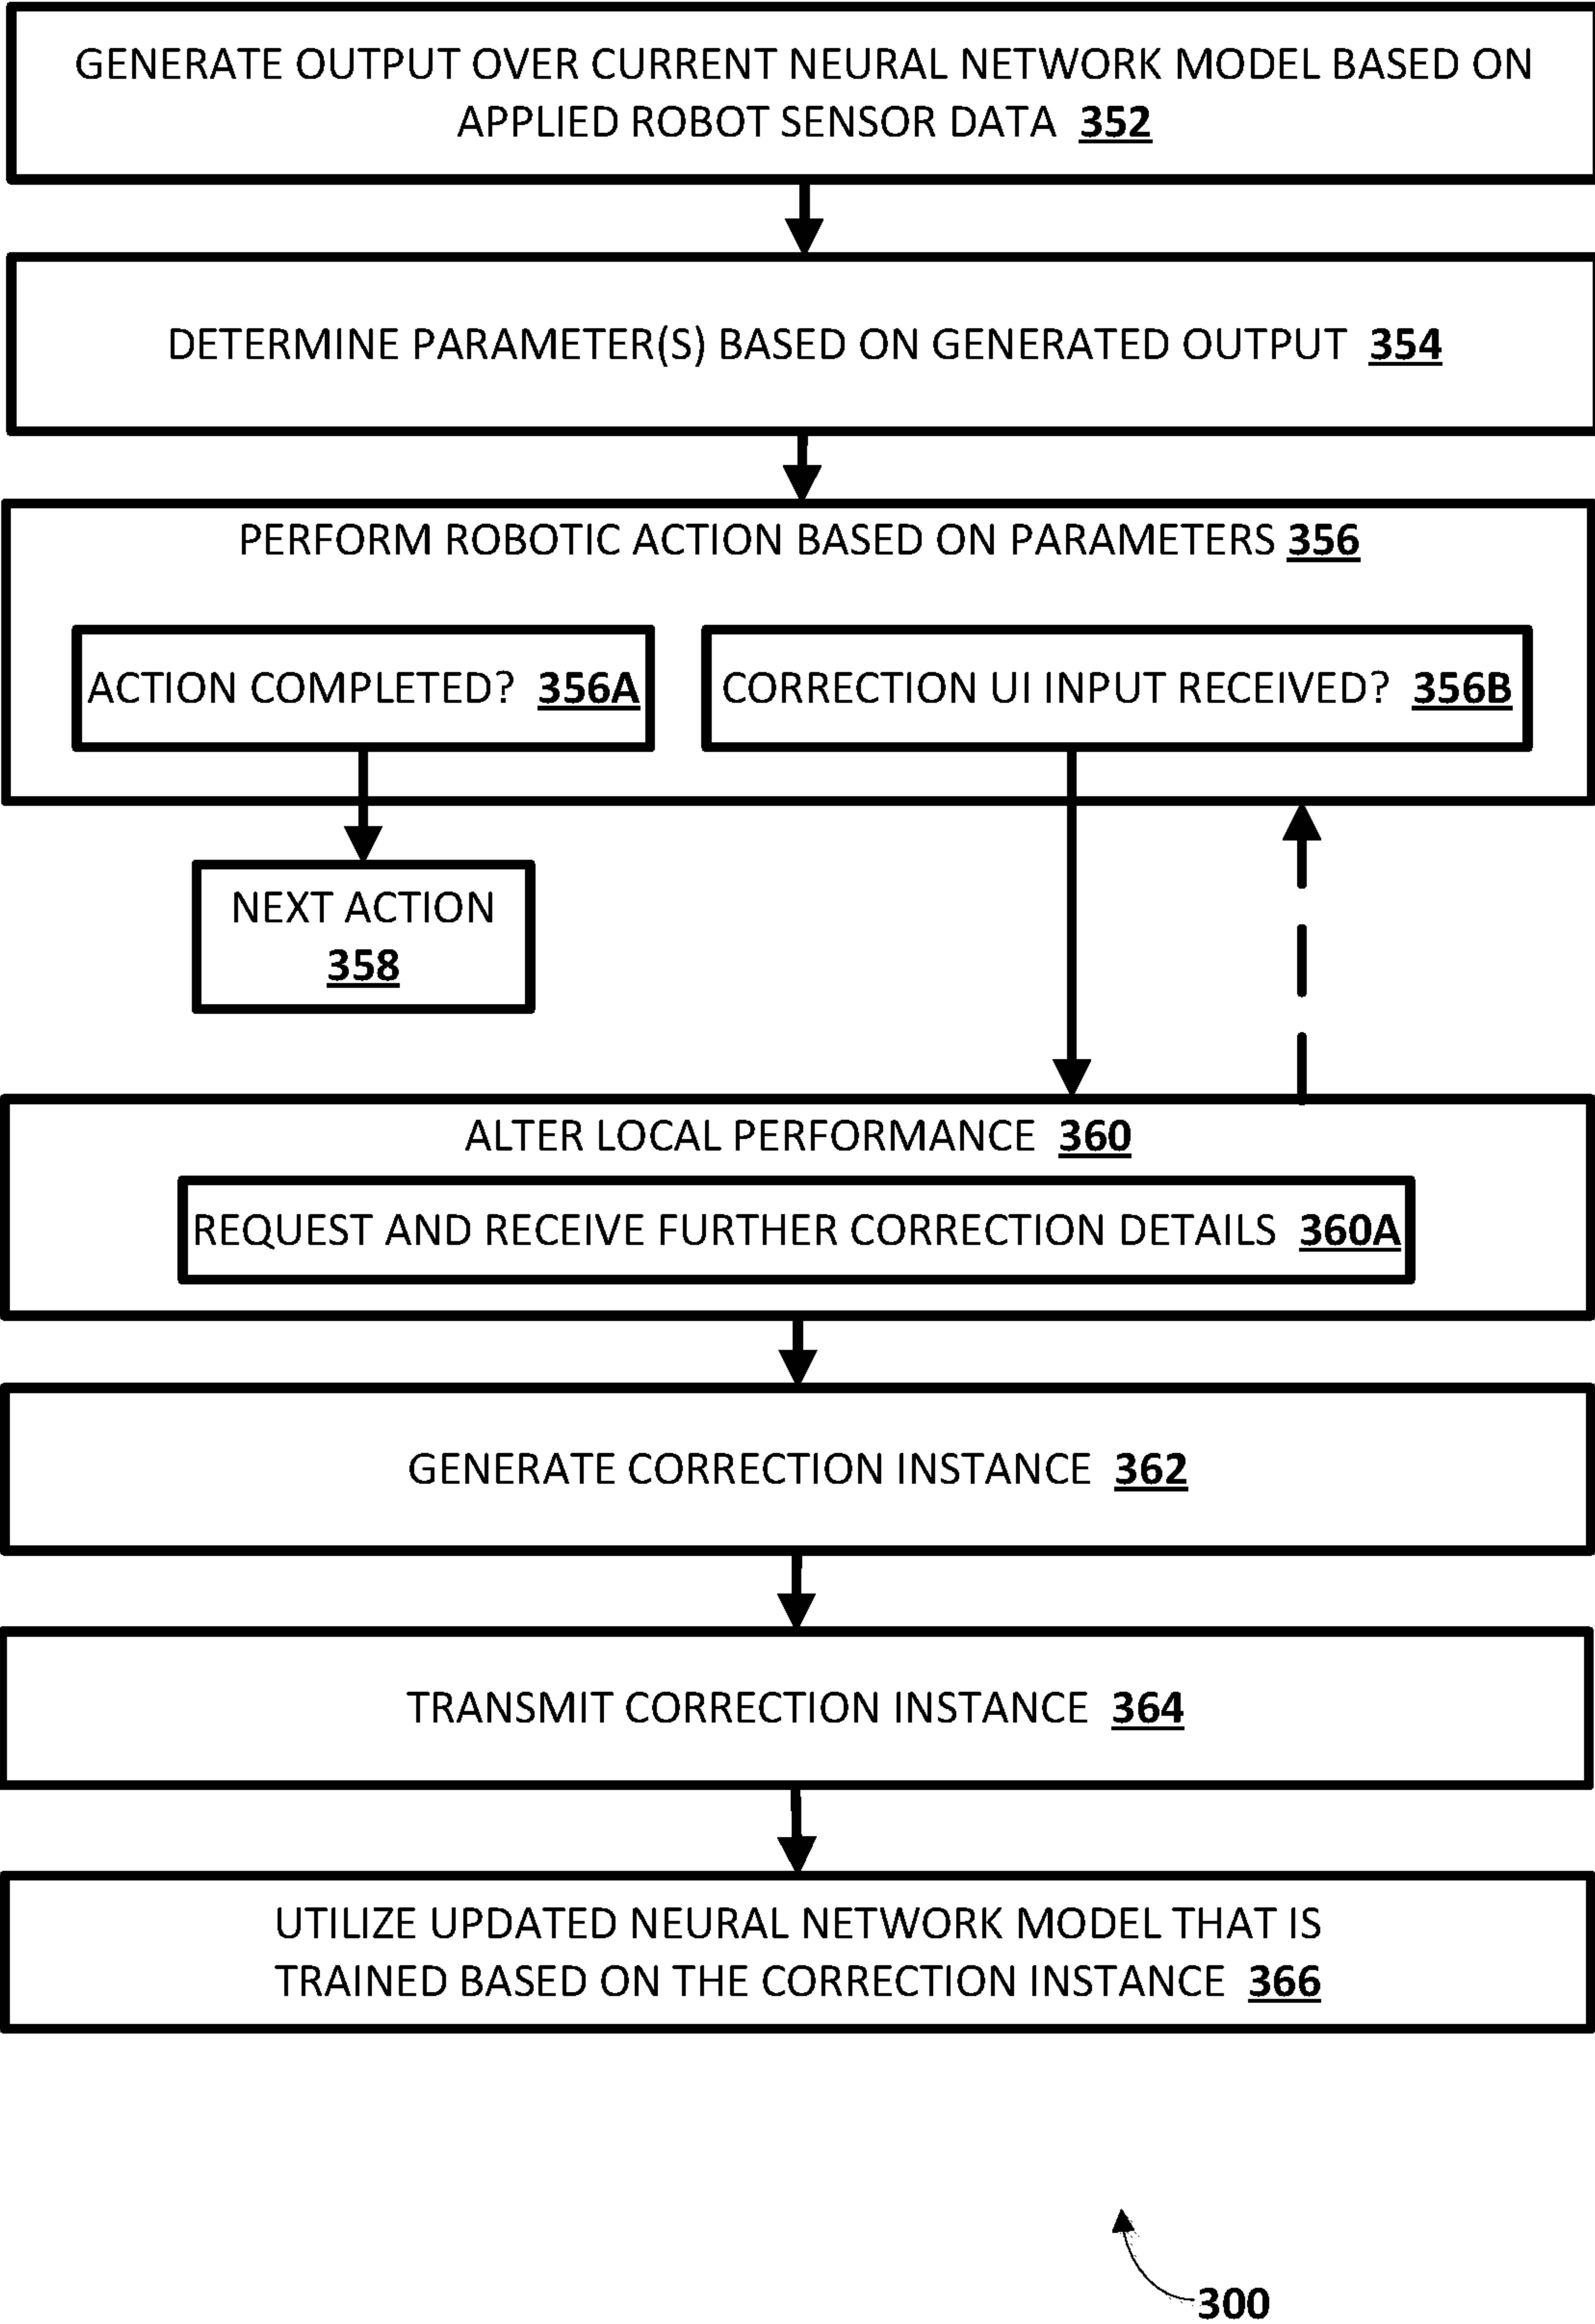 GENERATE OUTPUT OVER CURRENT NEURAL NETWORK MODEL BASED ON
APPLIED ROBOT SENSOR DATA 352
DETERMINE PARAMETER(S) BASED ON GENERATED OUTPUT 354
PERFORM ROBOTIC ACTION BASED ON PARAMETERS 356
ACTION COMPLETED? 356A
CORRECTION UI INPUT RECEIVED? 356B
NEXT ACTION
358
ALTER LOCAL PERFORMANCE 360
REQUEST AND RECEIVE FURTHER CORRECTION DETAILS 360A
GENERATE CORRECTION INSTANCE 362
TRANSMIT CORRECTION INSTANCE 364
UTILIZE UPDATED NEURAL NETWORK MODEL THAT IS
TRAINED BASED ON THE CORRECTION INSTANCE 366
300